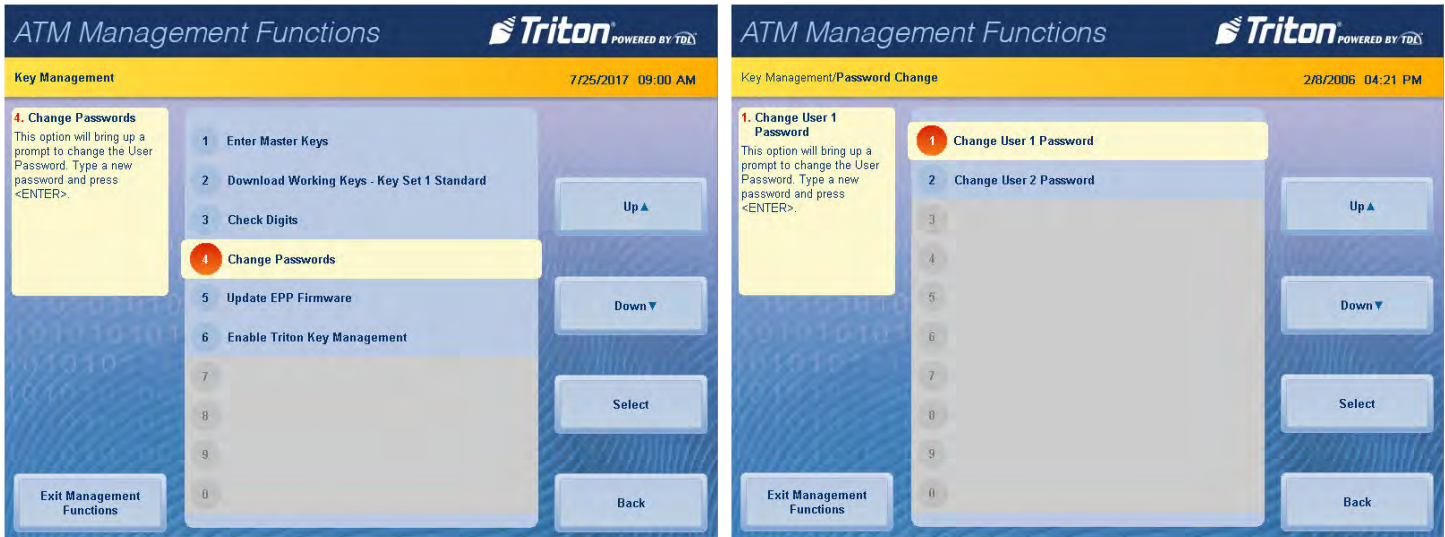 ATM Management Functions
Triton POWERED BY TDL
Key Management
7/25/2017 09:00 AM
4. Change Passwords
This option will bring up a
prompt to change the User
Password. Type a new
password and press
<ENTER>.
1 Enter Master Keys
2 Download Working Keys - Key Set 1 Standard
3 Check Digits
4 Change Passwords
5 Update EPP Firmware
6 Enable Triton Key Management
7
8
9
0
Up▲
Down▼
Select
Back
Exit Management
Functions
ATM Management Functions
Triton POWERED BY TDL
Key Management/Password Change
2/8/2006 04:21 PM
1. Change User 1
Password
This option will bring up a
prompt to change the User
Password. Type a new
password and press
<ENTER>.
1 Change User 1 Password
2 Change User 2 Password
3
4
5
6
7
8
9
0
Up▲
Down▼
Select
Back
Exit Management
Functions